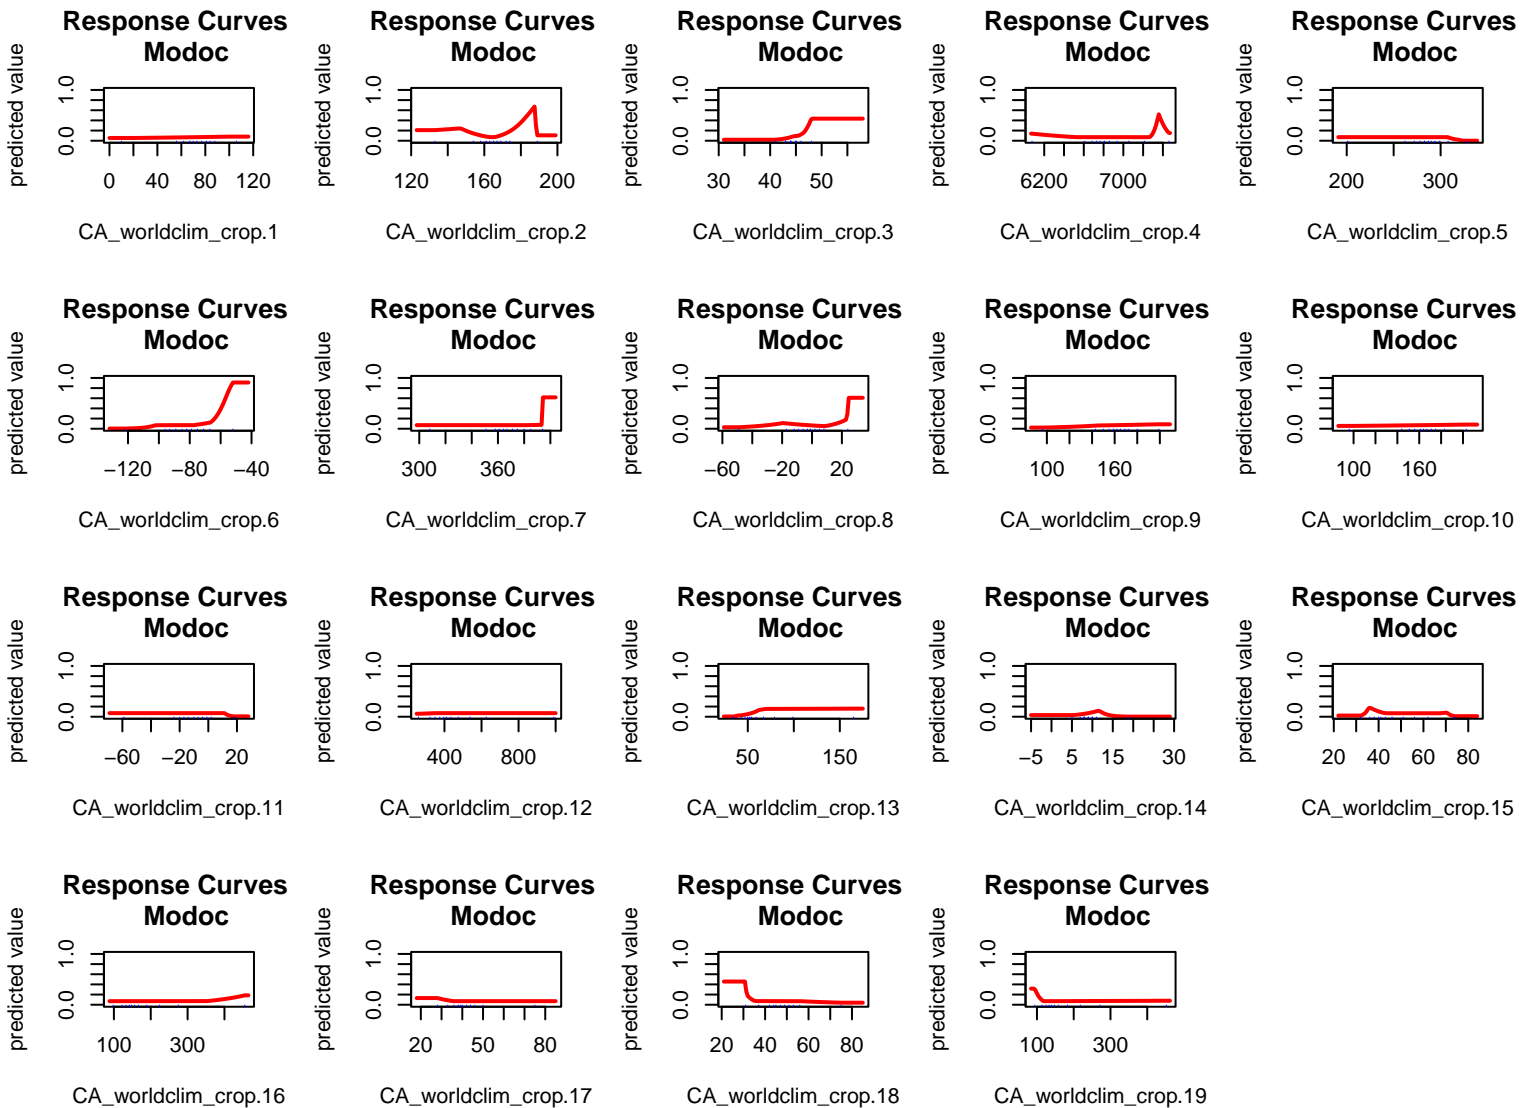 Response Curves
Modoc
predicted value
0.0 1.0
0 40 80 120
CA_worldclim_crop.1
Response Curves
Modoc
predicted value
0.0 1.0
120 160 200
CA_worldclim_crop.2
Response Curves
Modoc
predicted value
0.0 1.0
30 40 50
CA_worldclim_crop.3
Response Curves
Modoc
predicted value
0.0 1.0
6200 7000
CA_worldclim_crop.4
Response Curves
Modoc
predicted value
0.0 1.0
200 300
CA_worldclim_crop.5
Response Curves
Modoc
predicted value
0.0 1.0
−120 −80 −40
CA_worldclim_crop.6
Response Curves
Modoc
predicted value
0.0 1.0
300 360
CA_worldclim_crop.7
Response Curves
Modoc
predicted value
0.0 1.0
−60 −20 20
CA_worldclim_crop.8
Response Curves
Modoc
predicted value
0.0 1.0
100 160
CA_worldclim_crop.9
Response Curves
Modoc
predicted value
0.0 1.0
100 160
CA_worldclim_crop.10
Response Curves
Modoc
predicted value
0.0 1.0
−60 −20 20
CA_worldclim_crop.11
Response Curves
Modoc
predicted value
0.0 1.0
400 800
CA_worldclim_crop.12
Response Curves
Modoc
predicted value
0.0 1.0
50 150
CA_worldclim_crop.13
Response Curves
Modoc
predicted value
0.0 1.0
−5 5 15 30
CA_worldclim_crop.14
Response Curves
Modoc
predicted value
0.0 1.0
20 40 60 80
CA_worldclim_crop.15
Response Curves
Modoc
predicted value
0.0 1.0
100 300
CA_worldclim_crop.16
Response Curves
Modoc
predicted value
0.0 1.0
20 50 80
CA_worldclim_crop.17
Response Curves
Modoc
predicted value
0.0 1.0
20 40 60 80
CA_worldclim_crop.18
Response Curves
Modoc
predicted value
0.0 1.0
100 300
CA_worldclim_crop.19